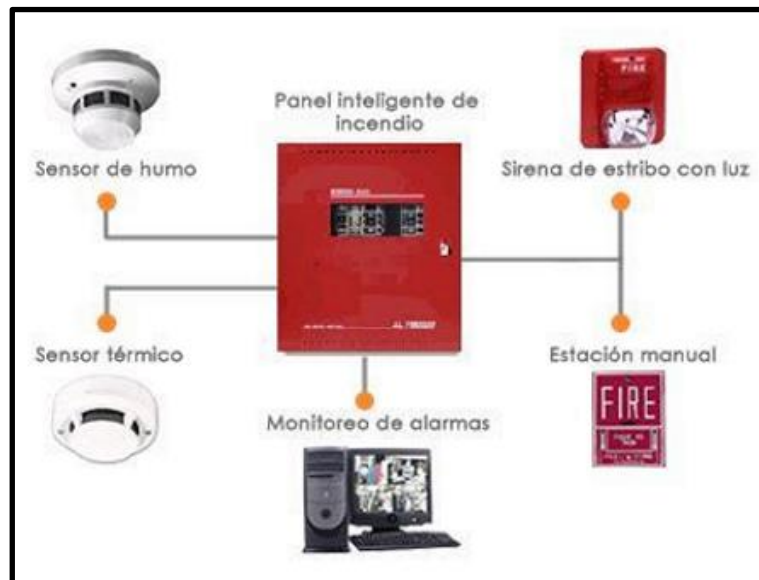 Panel inteligente de
incendio
FIRE
Sensor de humo
Sirena de estribo con luz
Sensor térmico
Estación manual
FIRE
Monitoreo de alarmas